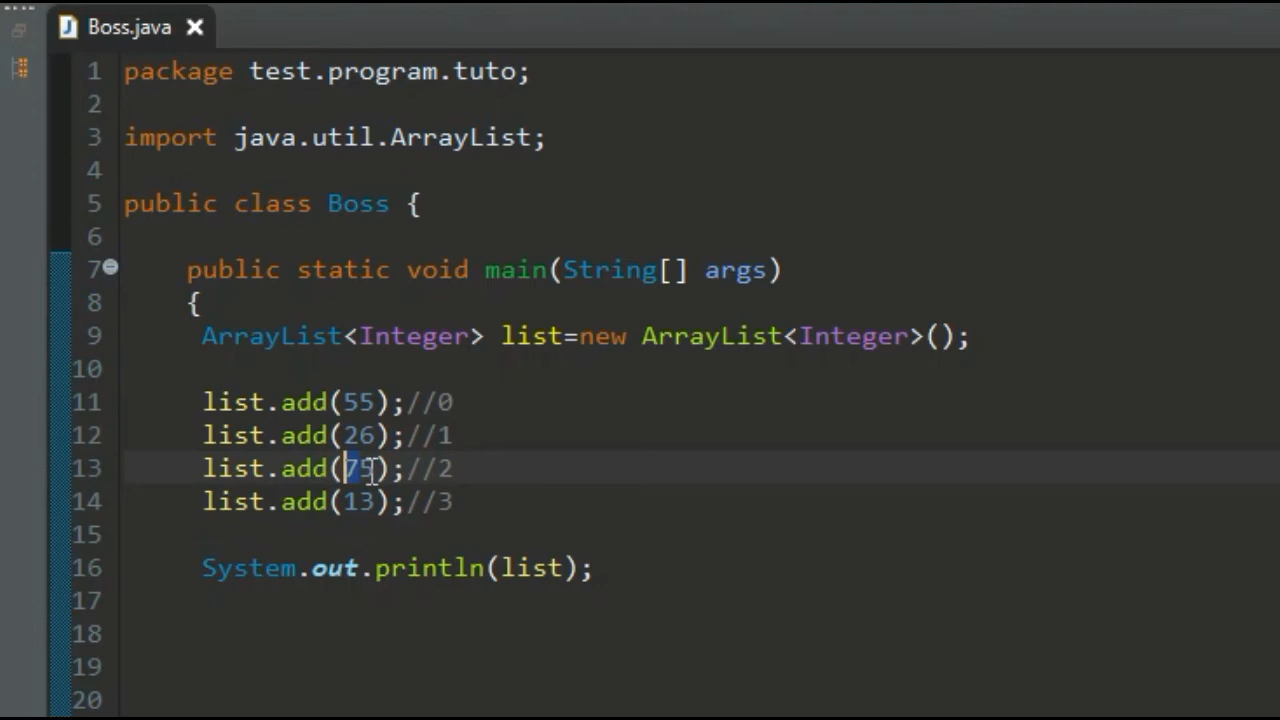 Boss.java
1 package test.program.tuto;
2
3 import java.util.ArrayList;
4
5 public class Boss {
6
7 public static void main(String[] args)
8 {
9 ArrayList<Integer> list=new ArrayList<Integer>();
10
11 list.add(55);//0
12 list.add(26);//1
13 list.add(75);//2
14 list.add(13);//3
15
16 System.out.println(list);
17
18
19
20